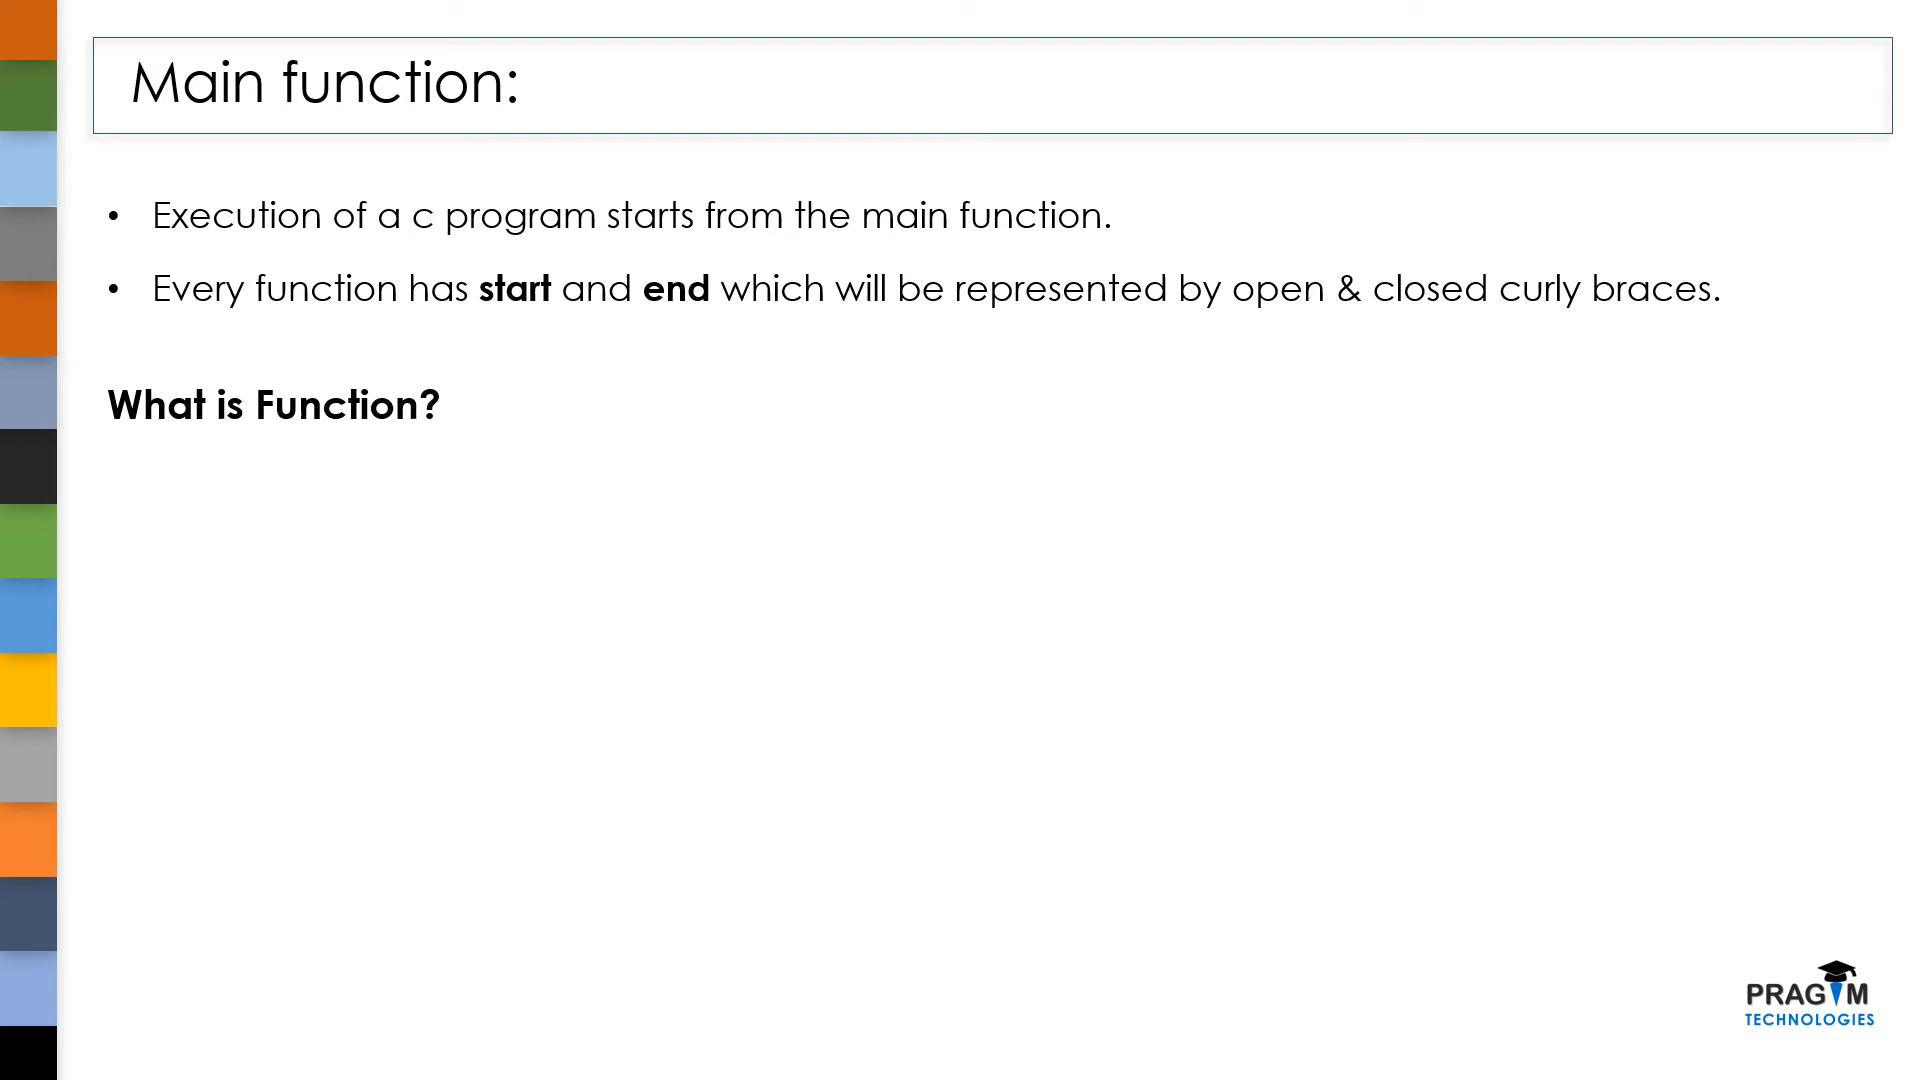 Main function:
• Execution of a c program starts from the main function.
• Every function has start and end which will be represented by open & closed curly braces.
What is Function?
PRAGIM
TECHNOLOGIES